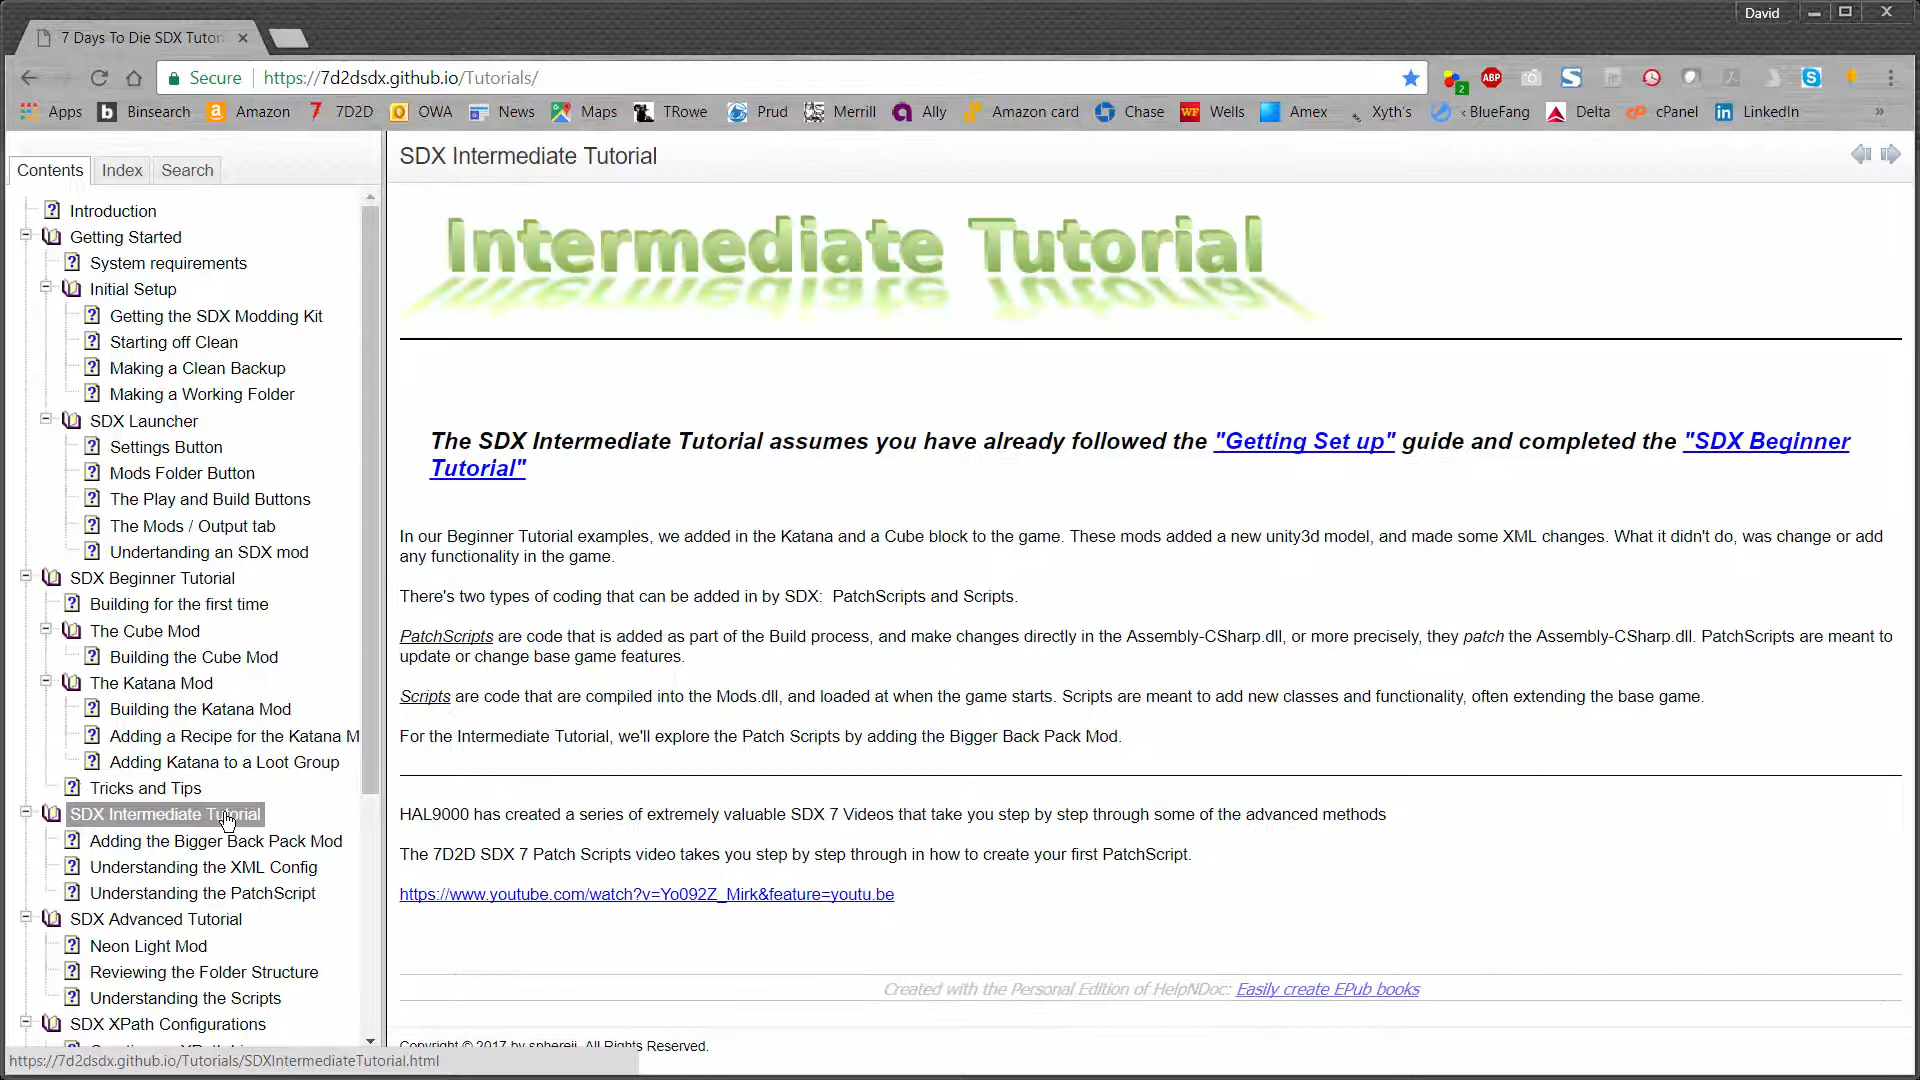 David
7 Days To Die SDX Tutor
Secure
https://7d2dsdx.github.io/Tutorials/
2
ABP
Apps
Binsearch
Amazon
7D2D
OWA
News
Maps
TRowe
Prud
Merrill
Ally
Amazon card
Chase
Wells
Amex
Xyth's
‹ BlueFang
Delta
cPanel
LinkedIn
»
Contents
Index
Search
Introduction
Getting Started
System requirements
Initial Setup
Getting the SDX Modding Kit
Starting off Clean
Making a Clean Backup
Making a Working Folder
SDX Launcher
Settings Button
Mods Folder Button
The Play and Build Buttons
The Mods / Output tab
Undertanding an SDX mod
SDX Beginner Tutorial
Building for the first time
The Cube Mod
Building the Cube Mod
The Katana Mod
Building the Katana Mod
Adding a Recipe for the Katana M
Adding Katana to a Loot Group
Tricks and Tips
SDX Intermediate Tutorial
Adding the Bigger Back Pack Mod
Understanding the XML Config
Understanding the PatchScript
SDX Advanced Tutorial
Neon Light Mod
Reviewing the Folder Structure
Understanding the Scripts
SDX XPath Configurations
https://7d2dsdx.github.io/Tutorials/SDXIntermediateTutorial.html
SDX Intermediate Tutorial
Intermediate Tutorial
The SDX Intermediate Tutorial assumes you have already followed the "Getting Set up" guide and completed the "SDX Beginner
Tutorial"
In our Beginner Tutorial examples, we added in the Katana and a Cube block to the game. These mods added a new unity3d model, and made some XML changes. What it didn't do, was change or add
any functionality in the game.
There's two types of coding that can be added in by SDX:  PatchScripts and Scripts.
PatchScripts are code that is added as part of the Build process, and make changes directly in the Assembly-CSharp.dll, or more precisely, they patch the Assembly-CSharp.dll. PatchScripts are meant to
update or change base game features.
Scripts are code that are compiled into the Mods.dll, and loaded at when the game starts. Scripts are meant to add new classes and functionality, often extending the base game.
For the Intermediate Tutorial, we'll explore the Patch Scripts by adding the Bigger Back Pack Mod.
HAL9000 has created a series of extremely valuable SDX 7 Videos that take you step by step through some of the advanced methods
The 7D2D SDX 7 Patch Scripts video takes you step by step through in how to create your first PatchScript.
https://www.youtube.com/watch?v=Yo092Z_Mirk&feature=youtu.be
Created with the Personal Edition of HelpNDoc: Easily create EPub books
Copyright © 2017 by sphereii. All Rights Reserved.